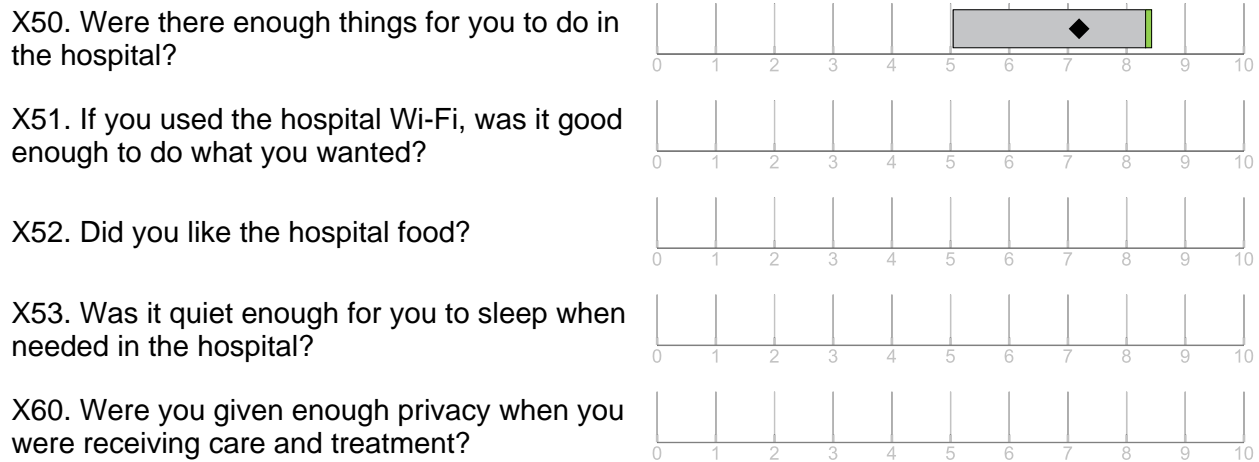 X50. Were there enough things for you to do in
the hospital?
0 1 2 3 4 5 6 7 8 9 10
X51. If you used the hospital Wi-Fi, was it good
enough to do what you wanted?
0 1 2 3 4 5 6 7 8 9 10
X52. Did you like the hospital food?
0 1 2 3 4 5 6 7 8 9 10
X53. Was it quiet enough for you to sleep when
needed in the hospital?
0 1 2 3 4 5 6 7 8 9 10
X60. Were you given enough privacy when you
were receiving care and treatment?
0 1 2 3 4 5 6 7 8 9 10